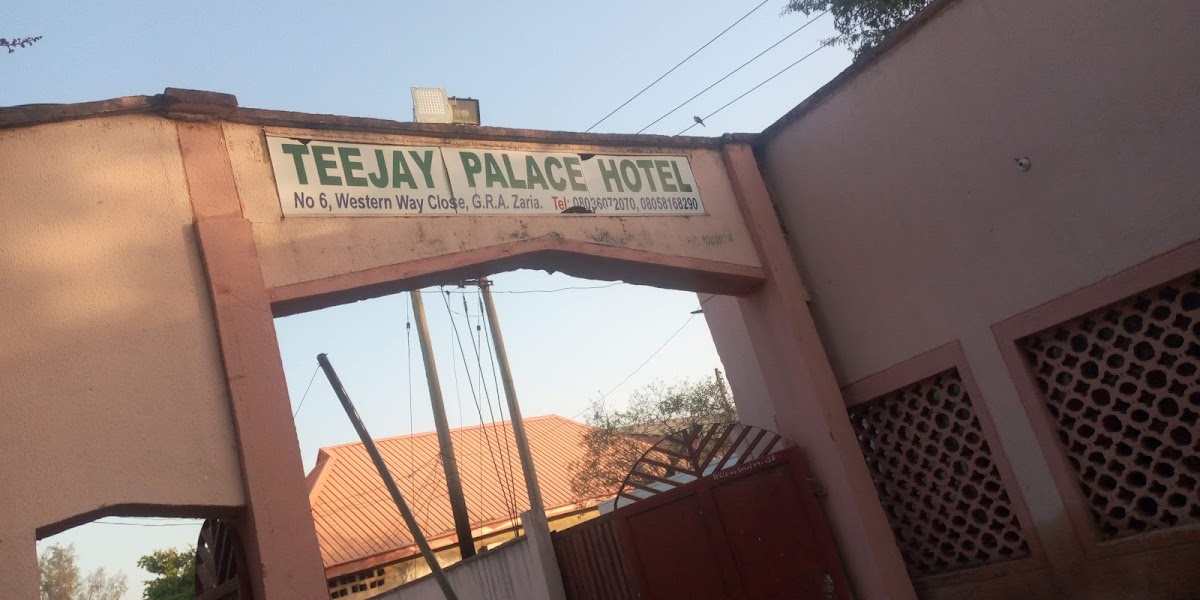 TEEJAY PALACE HOTEL
No 6, Western Way Close, G.R.A. Zaria. Tel: 08036072070, 08058168290